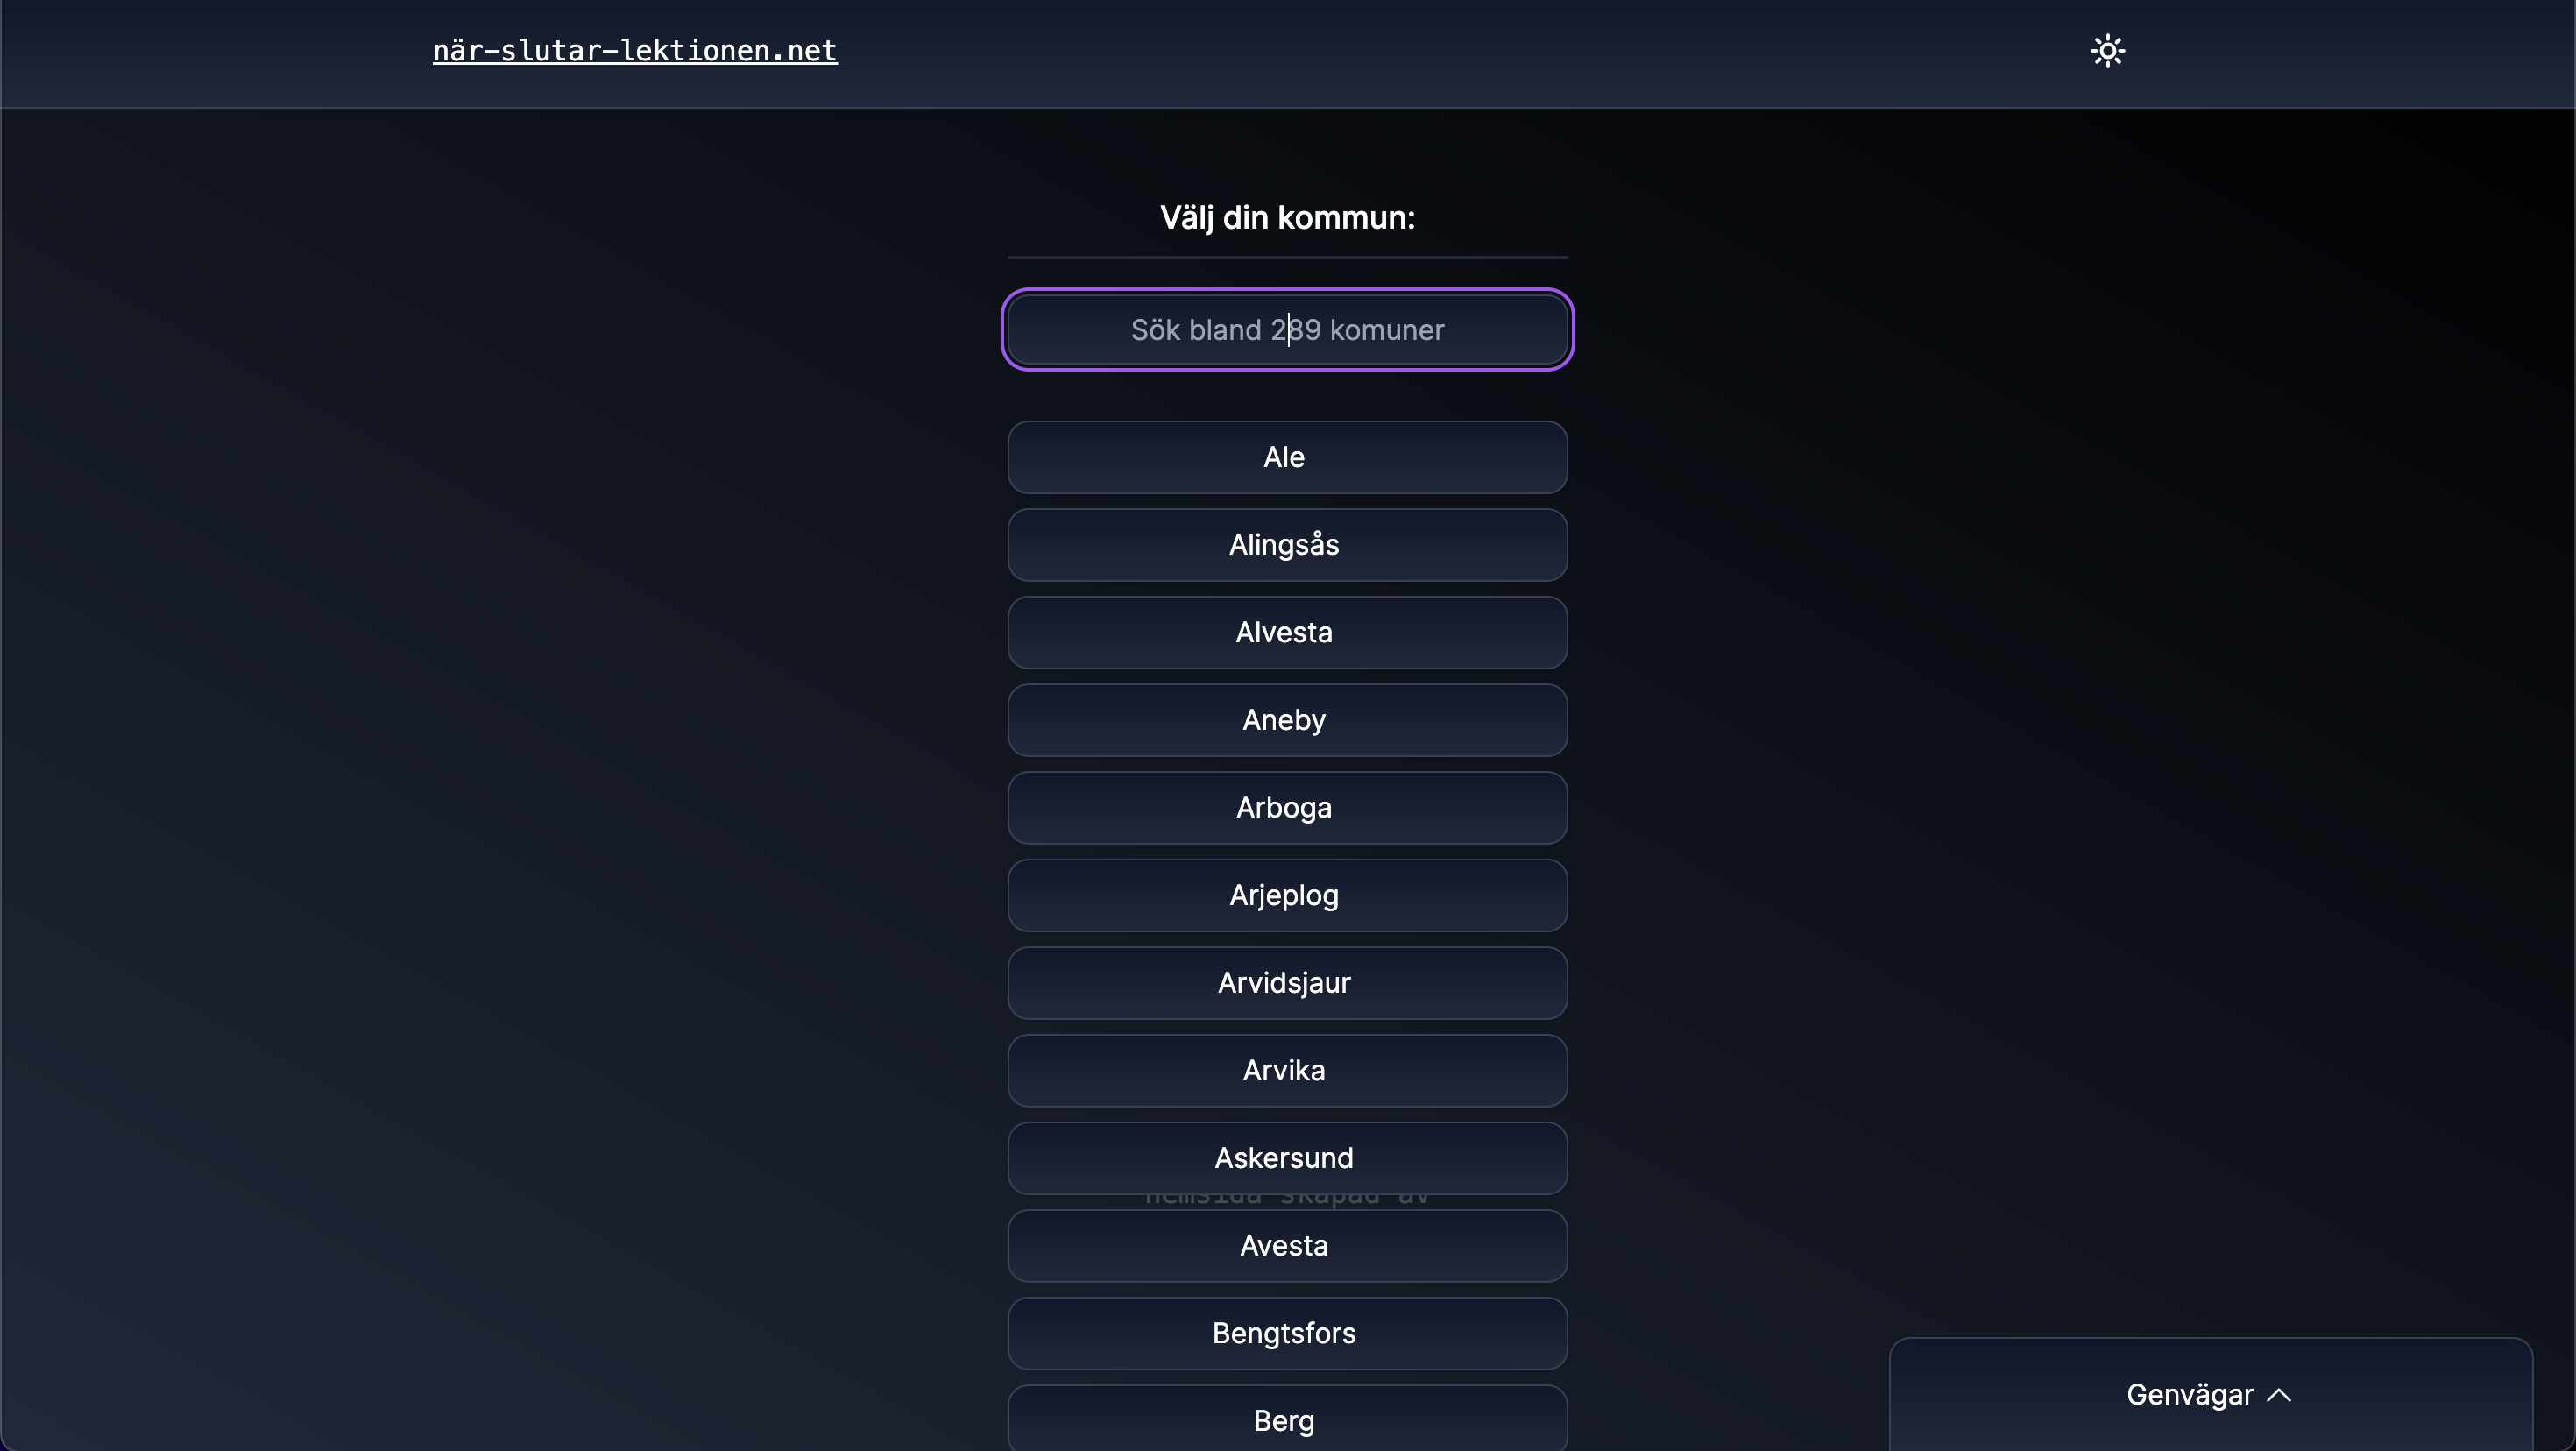 när-slutar-lektionen.net
Välj din kommun:
Sök bland 289 komuner
Ale
Alingsås
Alvesta
Aneby
Arboga
Arjeplog
Arvidsjaur
Arvika
Askersund
hemsida skapad av
Avesta
Bengtsfors
Berg
Genvägar